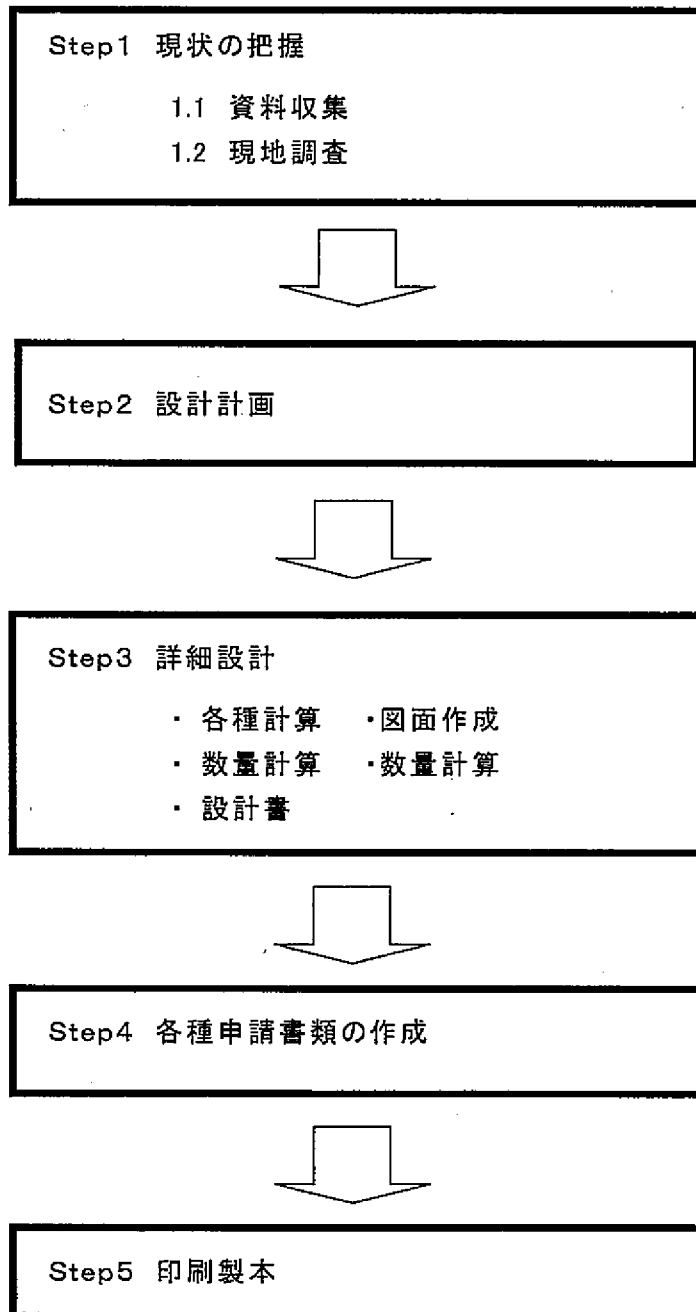 Step1 現状の把握
1.1 資料収集
1.2 現地調査
Step2 設計計画
Step3 詳細設計
・ 各種計算 ・図面作成
・ 数量計算 ・数量計算
・ 設計書
Step4 各種申請書類の作成
Step5 印刷製本